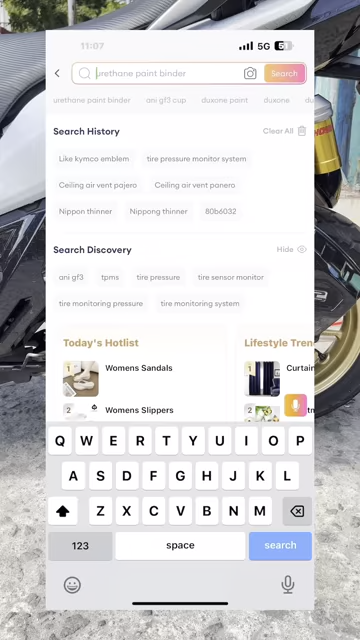 11:07
5G 61
urethane paint binder
Search
urethane paint binder ani gf3 cup duxone paint duxone du
Search History
Clear All
Like kymco emblem tire pressure monitor system
Ceiling air vent pajero Ceiling air vent panero
Nippon thinner Nippong thinner 80b6032
Search Discovery
Hide
ani gf3 tpms tire pressure tire sensor monitor
tire monitoring pressure tire monitoring system
Today's Hotlist
Lifestyle Tren
1 Womens Sandals
1 Curtain
2 Womens Slippers
2
Q W E R T Y U I O P
A S D F G H J K L
Z X C V B N M
123 space search